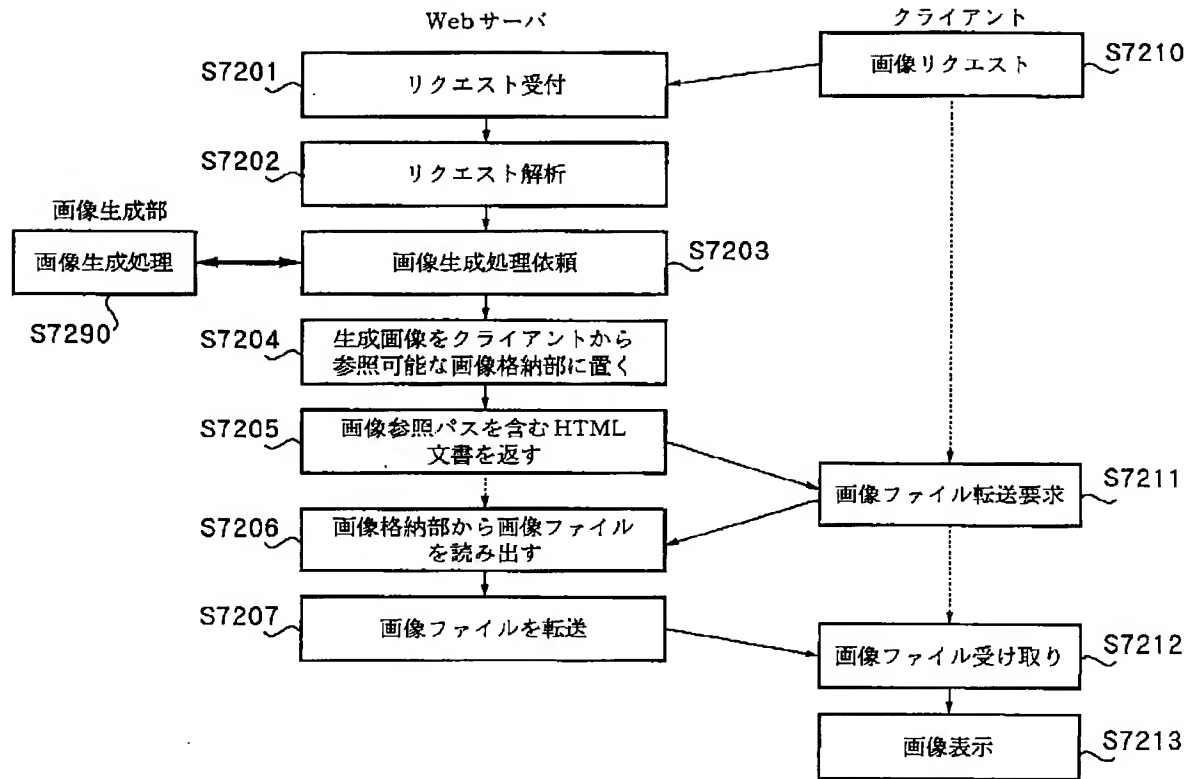 Webサーバ
クライアント
S7201
リクエスト受付
画像リクエスト
S7210
S7202
リクエスト解析
画像生成部
画像生成処理
S7290
画像生成処理依頼
S7203
S7204
生成画像をクライアントから
参照可能な画像格納部に置く
S7205
画像参照パスを含むHTML
文書を返す
画像ファイル転送要求
S7211
S7206
画像格納部から画像ファイル
を読み出す
S7207
画像ファイルを転送
画像ファイル受け取り
S7212
画像表示
S7213